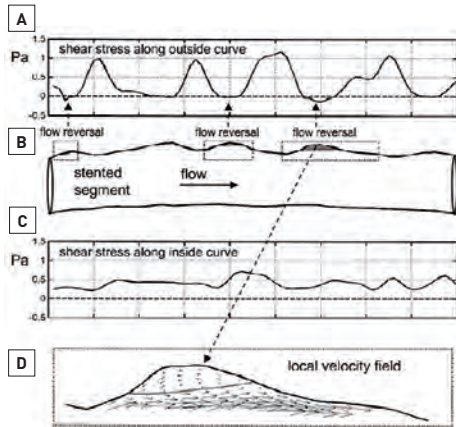 A
shear stress along outside curve
Pa
1.5
1
0.5
0
-0.5
flow reversal flow reversal flow reversal
B
stented
segment
flow
C
shear stress along inside curve
Pa
1.5
1
0.5
0
-0.5
D
local velocity field